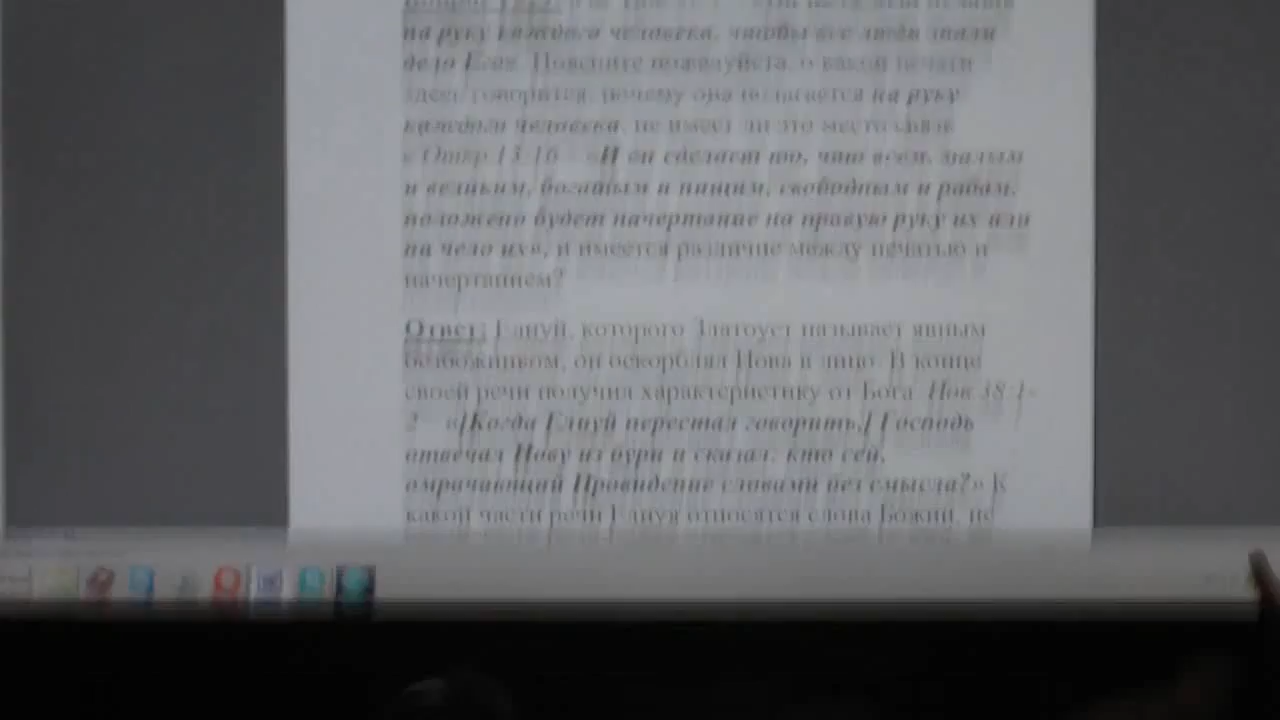 на руку каждого человека, чтобы все люди знали
дело Его». Поясните пожалуйста, о какой печати
здесь говорится, почему она полагается на руку
каждого человека, не имеет ли это место связь
с Откр.13:16 – «И он сделает то, что всем, малым
и великим, богатым и нищим, свободным и рабам,
положено будет начертание на правую руку их или
на чело их», и имеется различие между печатью и
начертанием?
Ответ: Елиуй, которого Златоуст называет явным
безбожником, он оскорблял Иова в лицо. В конце
своей речи получил характеристику от Бога. Иов.38:1-
2 – «[Когда Елиуй перестал говорить,] Господь
отвечал Иову из бури и сказал: кто сей,
омрачающий Провидение словами без смысла?» К
какой части речи Елиуя относятся слова Божии, не